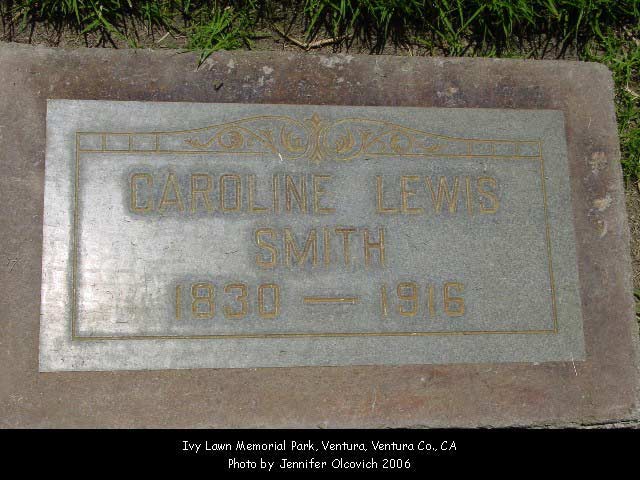 CAROLINE LEWIS
SMITH
1830 — 1916
Ivy Lawn Memorial Park, Ventura, Ventura Co., CA
Photo by Jennifer Olcovich 2006